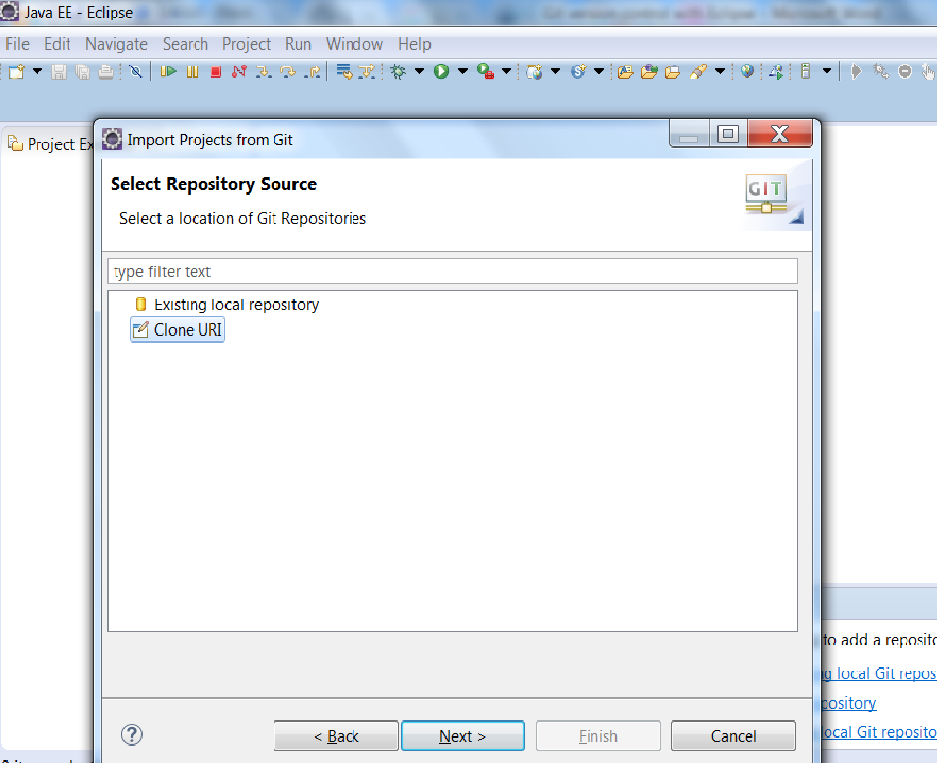 Java EE - Eclipse
Git version control with Eclipse - Microsoft Word
File Edit Navigate Search Project Run Window Help
Project Ex
Import Projects from Git
Select Repository Source
GIT
Select a location of Git Repositories
type filter text
Existing local repository
Clone URI
to add a reposito
g local Git repos
pository
local Git reposito
? < Back Next > Finish Cancel